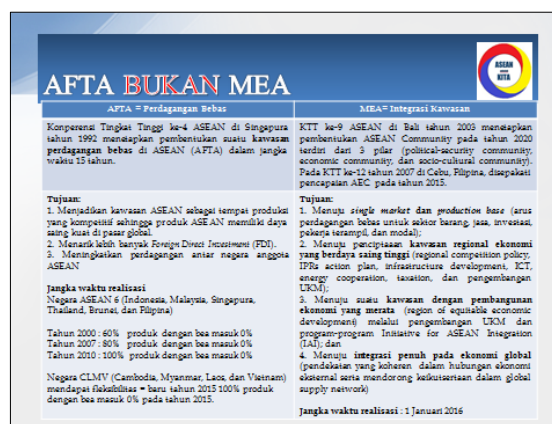 AFTA BUKAN MEA
ASEAN
KITA
AFTA = Perdagangan Bebas
Konperensi Tingkat Tinggi ke-4 ASEAN di Singapura
tahun 1992 menetapkan pembentukan suatu kawasan
perdagangan bebas di ASEAN (AFTA) dalam jangka
waktu 15 tahun.
Tujuan:
1. Menjadikan kawasan ASEAN sebagai tempat produksi
yang kompetitif sehingga produk ASEAN memiliki daya
saing kuat di pasar global.
2. Menarik lebih banyak Foreign Direct Investment (FDI).
3. Meningkatkan perdagangan antar negara anggota
ASEAN
Jangka waktu realisasi
Negara ASEAN 6 (Indonesia, Malaysia, Singapura,
Thailand, Brunei, dan Filipina)
Tahun 2000 : 60% produk dengan bea masuk 0%
Tahun 2007 : 80% produk dengan bea masuk 0%
Tahun 2010 : 100% produk dengan bea masuk 0%
Negara CLMV (Cambodia, Myanmar, Laos, dan Vietnam)
mendapat fleksibilitas = baru tahun 2015 100% produk
dengan bea masuk 0% pada tahun 2015.
MEA= Integrasi Kawasan
KTT ke-9 ASEAN di Bali tahun 2003 menetapkan
pembentukan ASEAN Community pada tahun 2020
terdiri dari 3 pilar (political-security community,
economic community, dan socio-cultural community).
Pada KTT ke-12 tahun 2007 di Cebu, Filipina, disepakati
pencapaian AEC pada tahun 2015.
Tujuan:
1. Menuju single market dan production base (arus
perdagangan bebas untuk sektor barang, jasa, investasi,
pekerja terampil, dan modal);
2. Menuju penciptaan kawasan regional ekonomi
yang berdaya saing tinggi (regional competition policy,
IPRs action plan, infrastructure development, ICT,
energy cooperation, taxation, dan pengembangan
UKM);
3. Menuju suatu kawasan dengan pembangunan
ekonomi yang merata (region of equitable economic
development) melalui pengembangan UKM dan
program-program Initiative for ASEAN Integration
(IAI); dan
4. Menuju integrasi penuh pada ekonomi global
(pendekatan yang koheren dalam hubungan ekonomi
eksternal serta mendorong keikutsertaan dalam global
supply network)
Jangka waktu realisasi : 1 Januari 2016